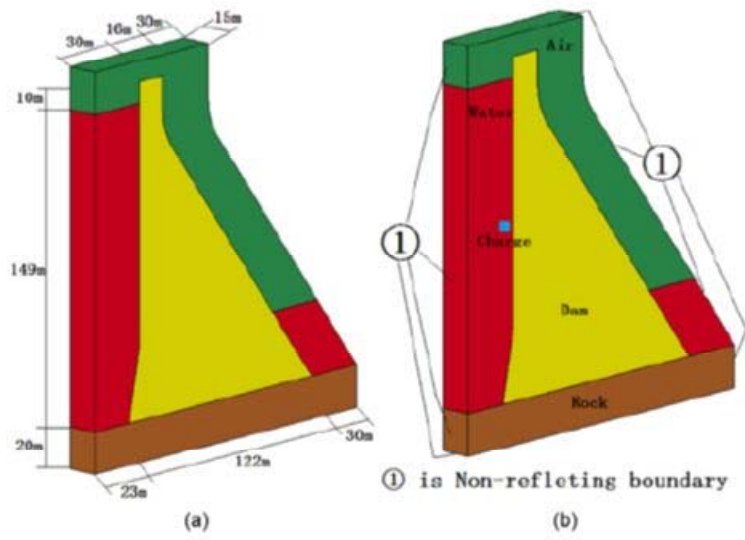 30m
16m
30m
15m
10m
149m
20m
23m
122m
30m
(a)
Air
Water
①
①
Charge
Dam
Rock
① is Non-refleting boundary
(b)